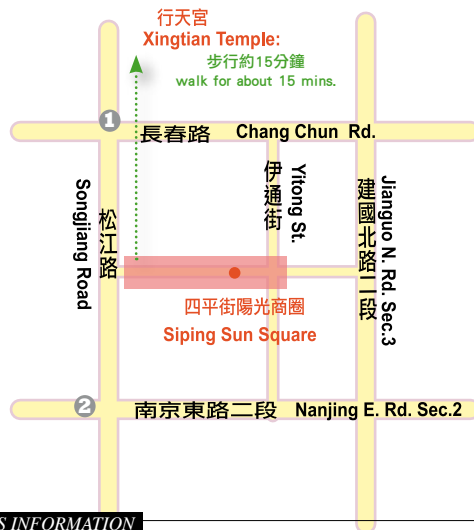 行天宮
Xingtian Temple:
步行約15分鐘
walk for about 15 mins.
1
長春路 Chang Chun Rd.
松江路
Songjiang Road
伊通街
Yitong St.
建國北路二段
Jianguo N. Rd. Sec.3
四平街陽光商圈
Siping Sun Square
2
南京東路二段 Nanjing E. Rd. Sec.2
S INFORMATION